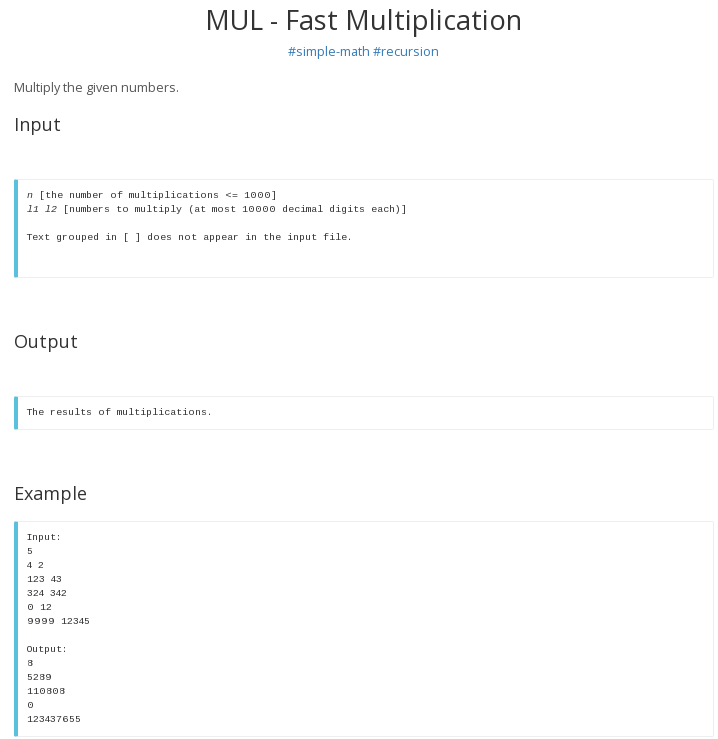 MUL - Fast Multiplication
#simple-math #recursion
Multiply the given numbers.
Input
n [the number of multiplications <= 1000]
l1 l2 [numbers to multiply (at most 10000 decimal digits each)]
Text grouped in [ ] does not appear in the input file.
Output
The results of multiplications.
Example
Input:
5
4 2
123 43
324 342
0 12
9999 12345
Output:
8
5289
110808
0
123437655